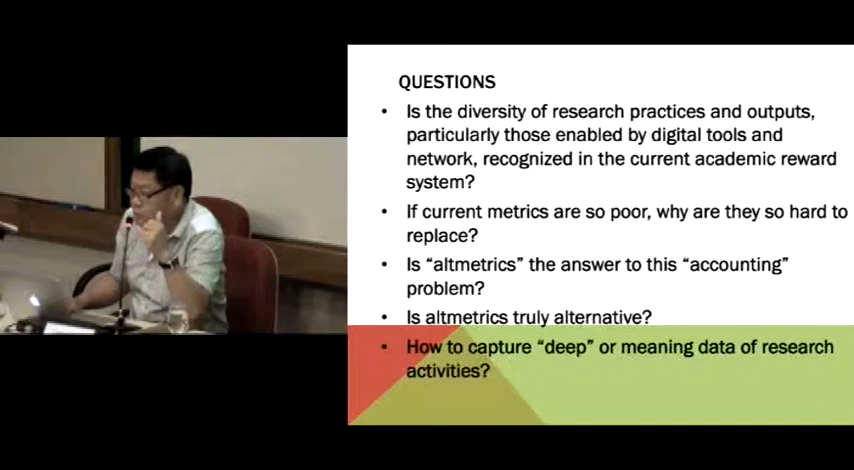 QUESTIONS
• Is the diversity of research practices and outputs,
particularly those enabled by digital tools and
network, recognized in the current academic reward
system?
• If current metrics are so poor, why are they so hard to
replace?
• Is “altmetrics” the answer to this “accounting”
problem?
• Is altmetrics truly alternative?
• How to capture “deep” or meaning data of research
activities?